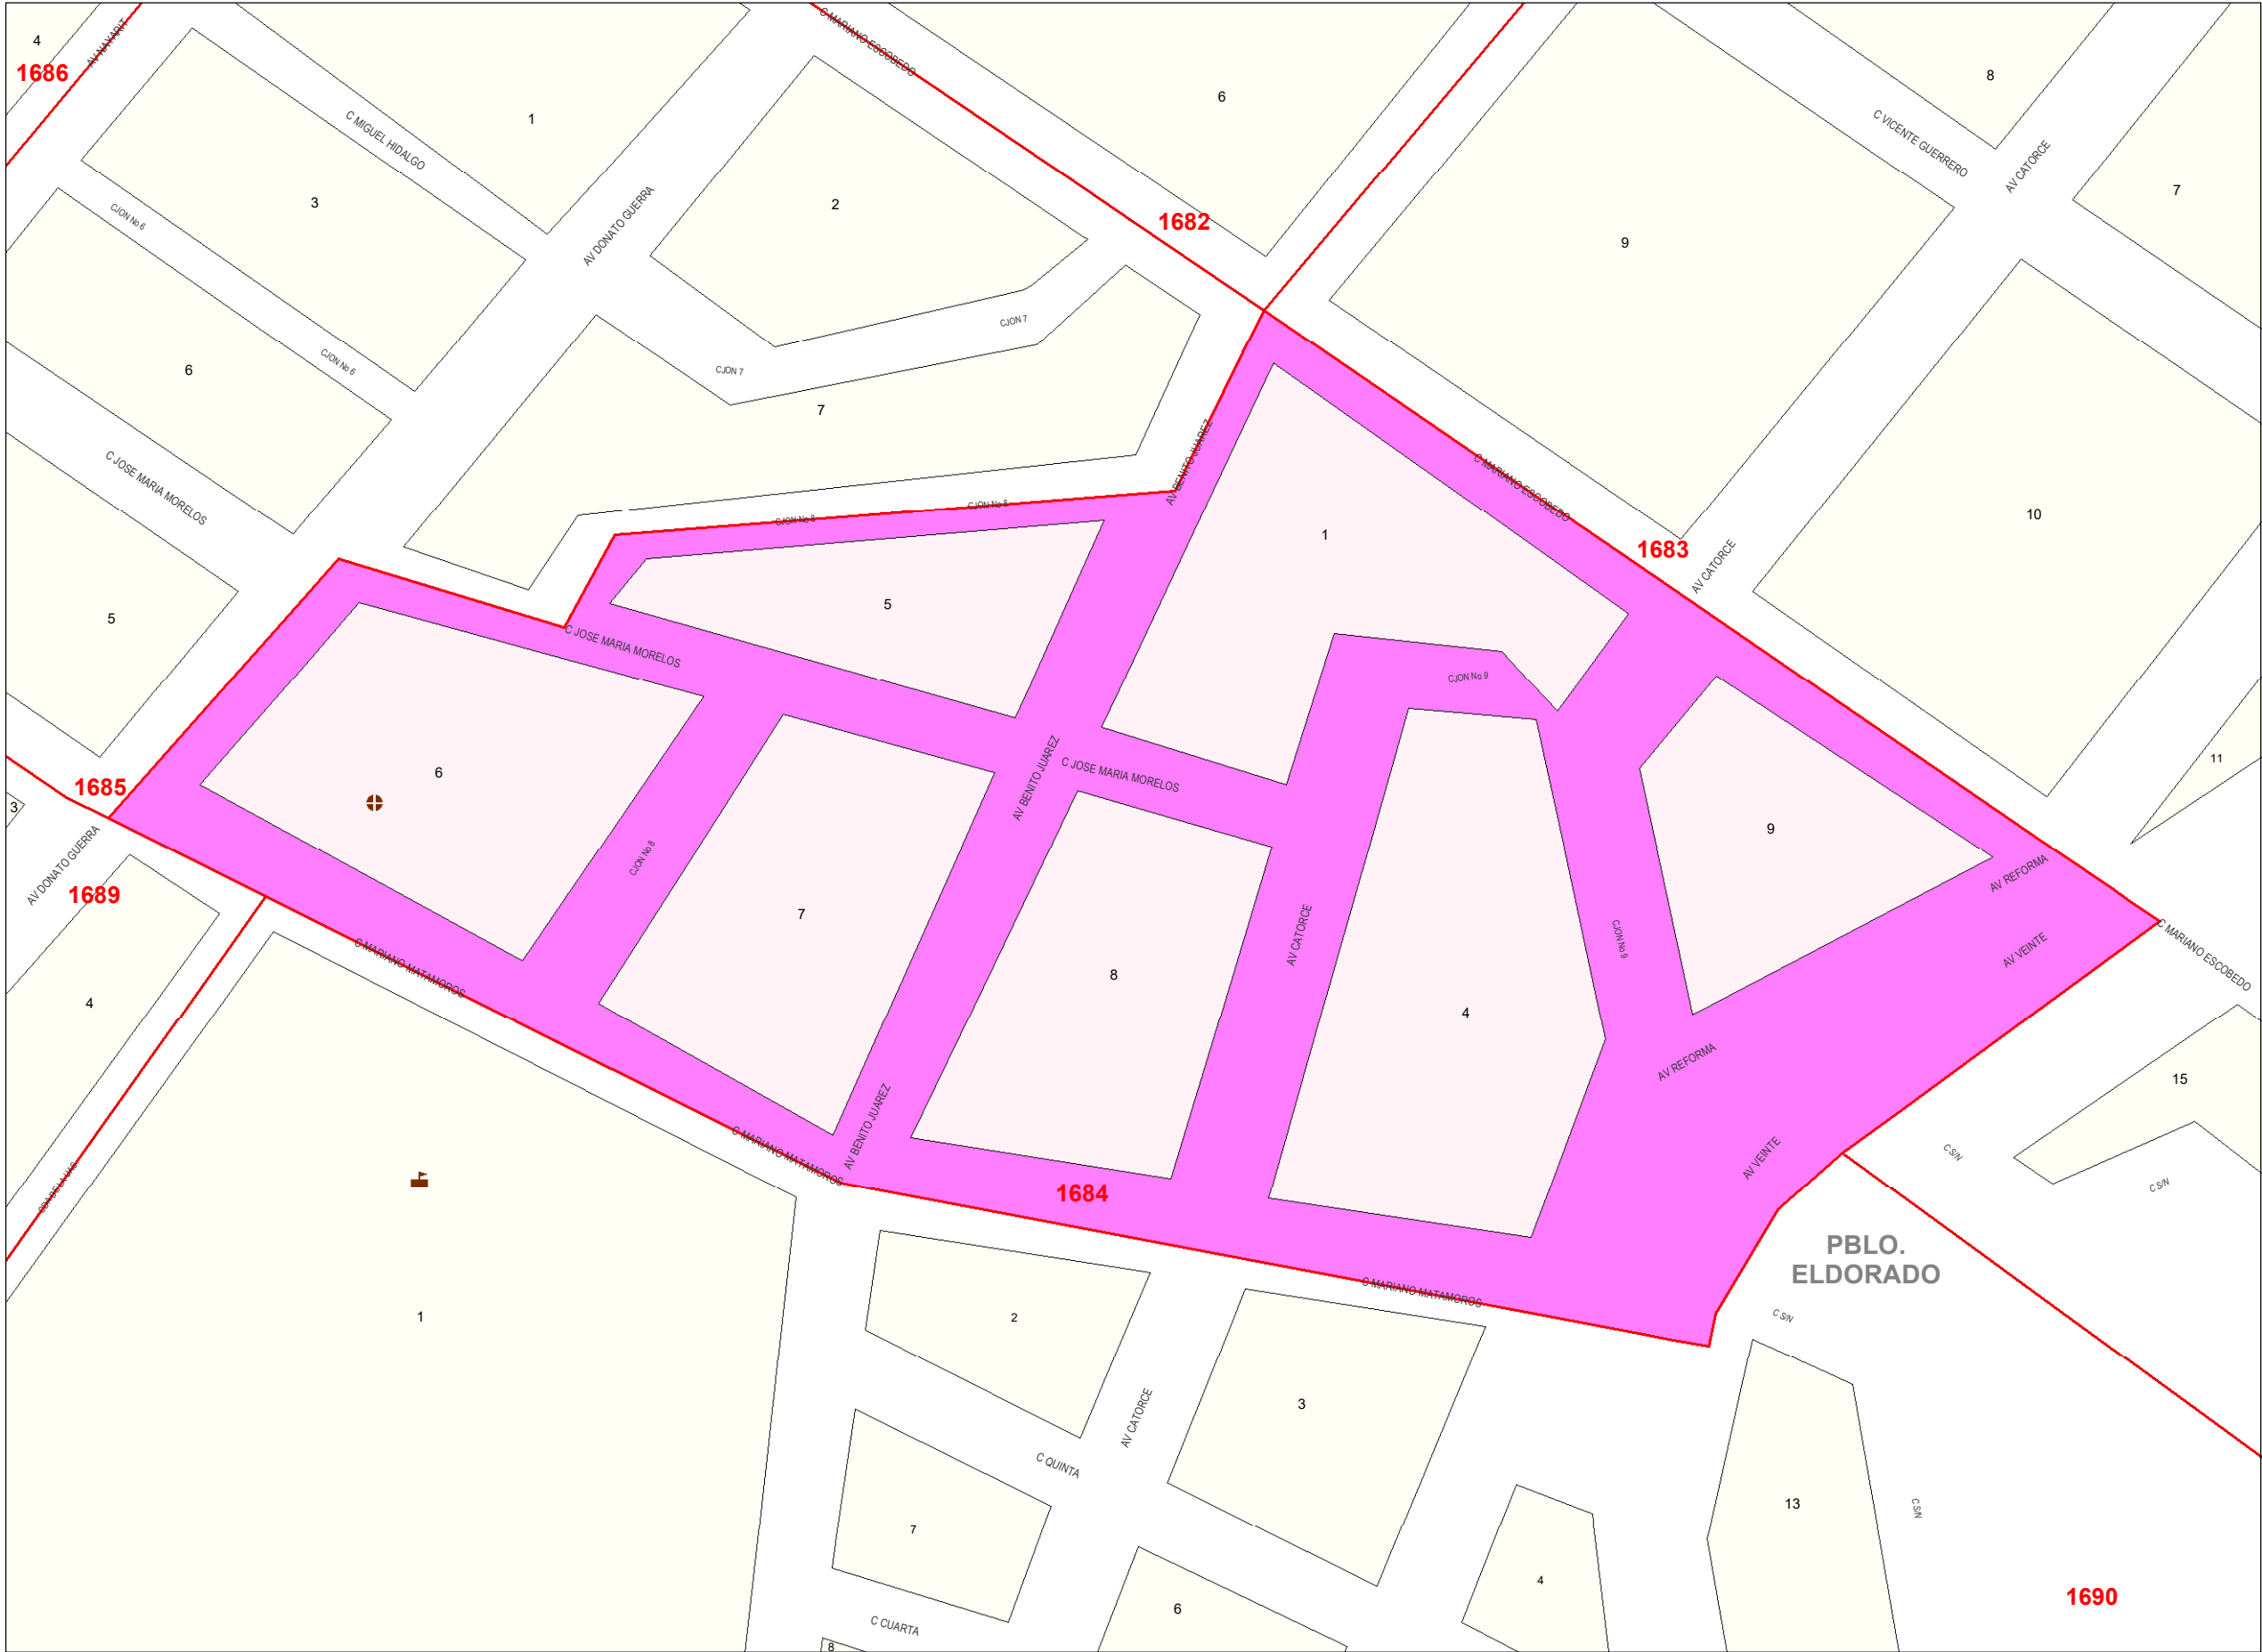 4
1686
AV NAYARIT
C MIGUEL HIDALGO
1
C MARIANO ESCOBEDO
6
8
C VICENTE GUERRERO
AV CATORCE
7
3
CJON No 6
AV DONATO GUERRA
2
1682
9
CJON No 6
6
CJON 7
CJON 7
7
C JOSE MARIA MORELOS
AV BENITO JUAREZ
C MARIANO ESCOBEDO
10
CJON No 8
CJON No 8
1
1683
AV CATORCE
5
5
C JOSE MARIA MORELOS
CJON No 9
6
1685
3
AV DONATO GUERRA
AV BENITO JUAREZ
C JOSE MARIA MORELOS
11
9
AV REFORMA
CJON No 8
1689
7
AV CATORCE
CJON No 9
AV VEINTE
C MARIANO ESCOBEDO
C MARIANO MATAMOROS
8
4
4
AV REFORMA
15
AV BENITO JUAREZ
C MARIANO MATAMOROS
AV VEINTE
C S/N
C S/N
1684
PBLO.
ELDORADO
C MARIANO MATAMOROS
1
2
C S/N
3
AV CATORCE
C QUINTA
13
C S/N
7
4
1690
6
C CUARTA
8